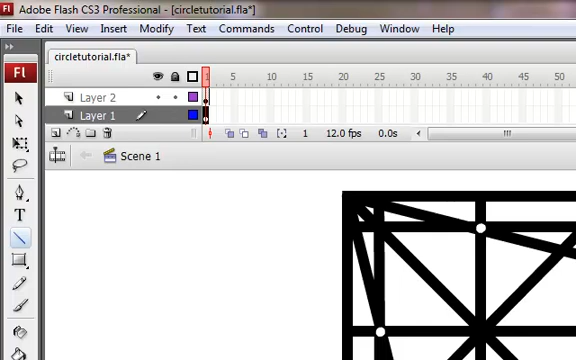 Fl Adobe Flash CS3 Professional - [circletutorial.fla*]
File Edit View Insert Modify Text Commands Control Debug Window Help
circletutorial.fla*
Fl
1 5 10 15 20 25 30 35 40 45 50
Layer 2
Layer 1
1 12.0 fps 0.0s
Scene 1
T